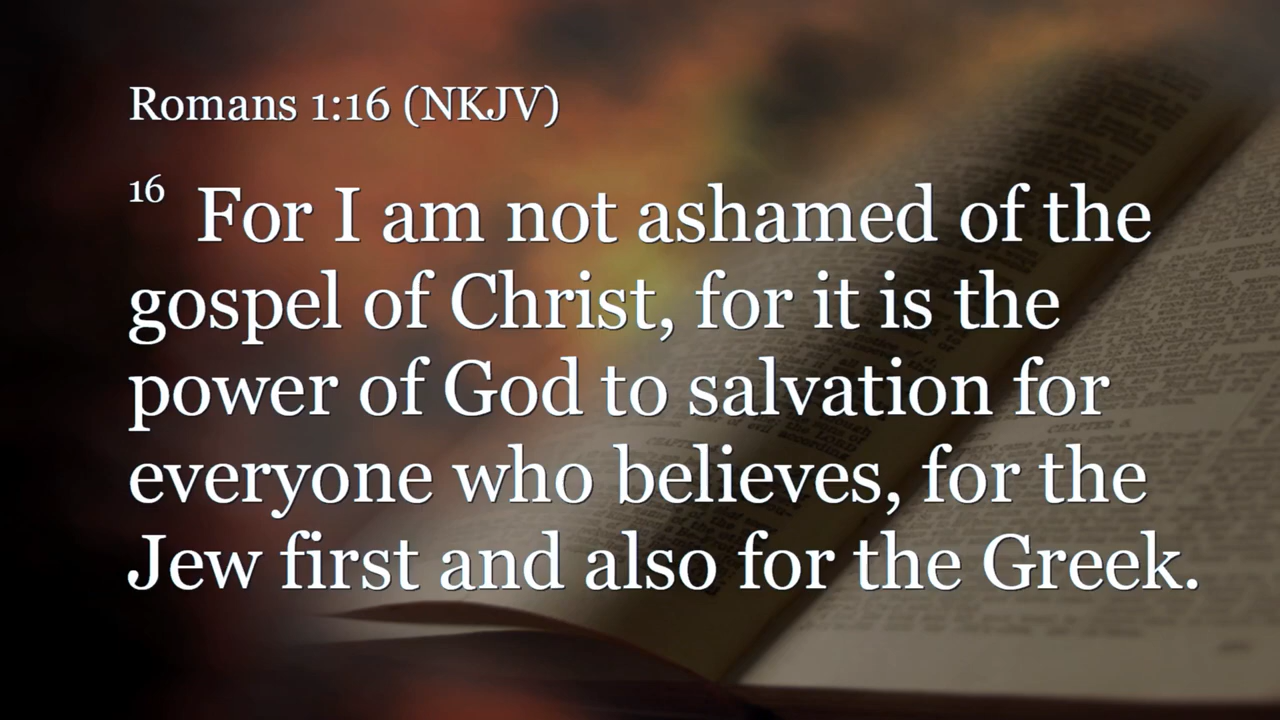 Romans 1:16 (NKJV)
16 For I am not ashamed of the
gospel of Christ, for it is the
power of God to salvation for
everyone who believes, for the
Jew first and also for the Greek.